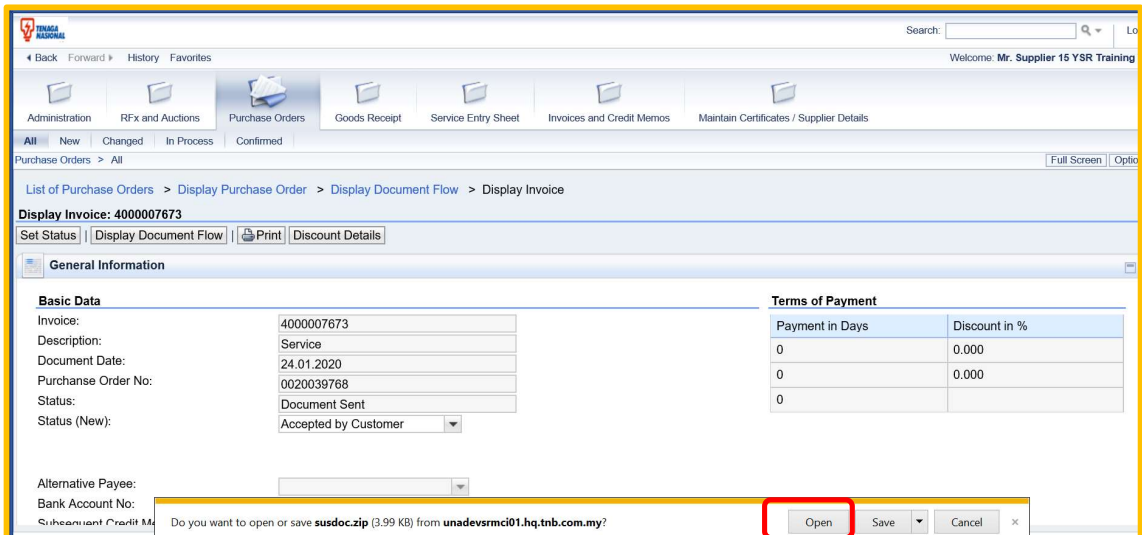 TENAGA
NASIONAL
Search:
Lo
Back Forward History Favorites
Welcome: Mr. Supplier 15 YSR Training
Administration RFx and Auctions Purchase Orders Goods Receipt Service Entry Sheet Invoices and Credit Memos Maintain Certificates / Supplier Details
All New Changed In Process Confirmed
Purchase Orders > All
Full Screen Optio
List of Purchase Orders > Display Purchase Order > Display Document Flow > Display Invoice
Display Invoice: 4000007673
Set Status | Display Document Flow | Print Discount Details
General Information
Basic Data
Invoice: 4000007673
Description: Service
Document Date: 24.01.2020
Purchanse Order No: 0020039768
Status: Document Sent
Status (New): Accepted by Customer
Terms of Payment
Payment in Days Discount in %
0 0.000
0 0.000
0
Alternative Payee:
Bank Account No:
Subsequent Credit Me
Do you want to open or save susdoc.zip (3.99 KB) from unadevsrmci01.hq.tnb.com.my? Open Save Cancel ×